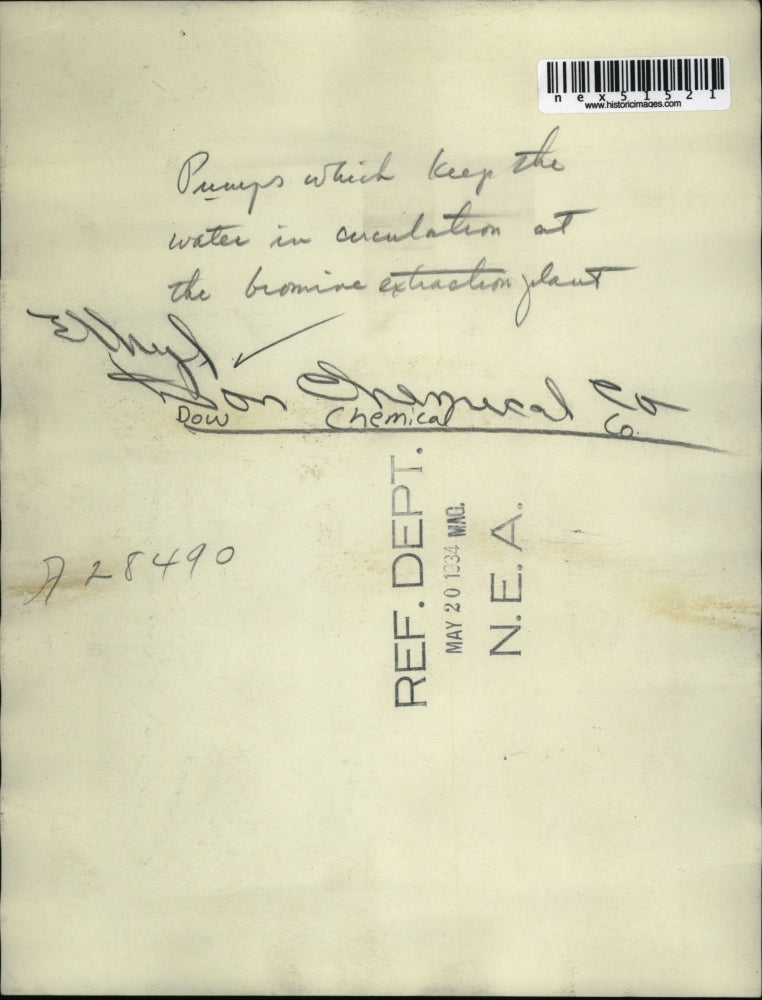 nex51521
www.historicimages.com
Pumps which keep the
water in circulation at
the bromine extraction plant
Ethyl
Dow Chemical Co
Dow Chemical Co.
A 28490
REF. DEPT.
MAY 20 1934 MAG.
N. E. A.